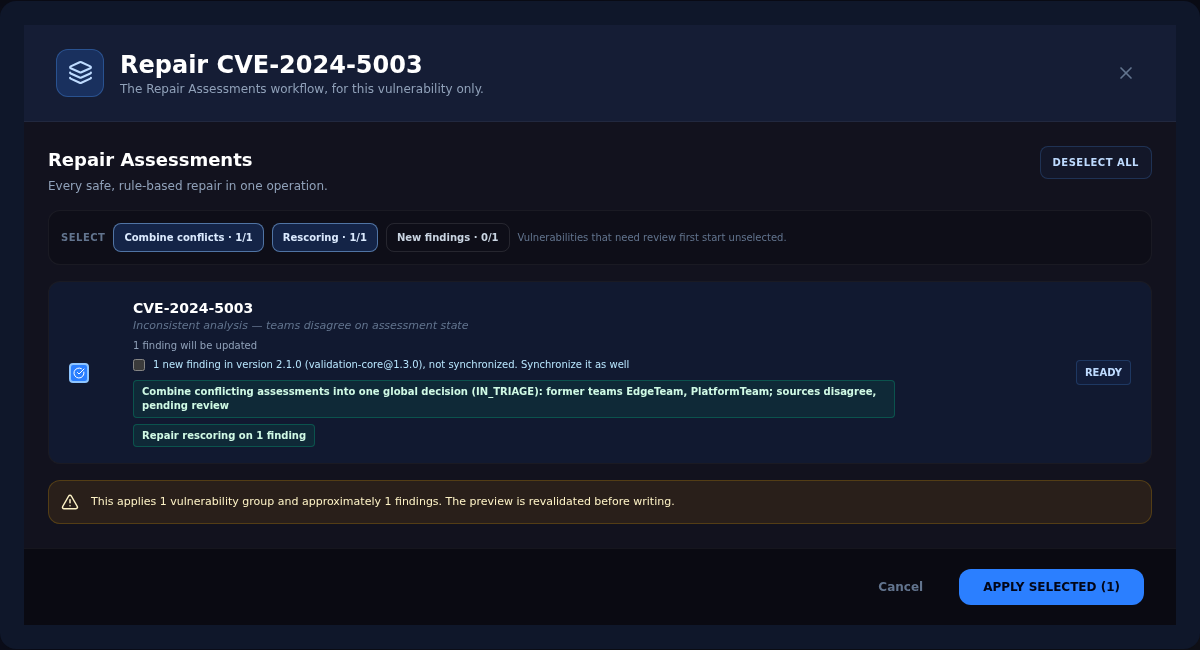 Repair CVE-2024-5003
The Repair Assessments workflow, for this vulnerability only.
Repair Assessments
Every safe, rule-based repair in one operation.
DESELECT ALL
SELECT
Combine conflicts · 1/1
Rescoring · 1/1
New findings · 0/1
Vulnerabilities that need review first start unselected.
CVE-2024-5003
Inconsistent analysis — teams disagree on assessment state
1 finding will be updated
1 new finding in version 2.1.0 (validation-core@1.3.0), not synchronized. Synchronize it as well
Combine conflicting assessments into one global decision (IN_TRIAGE): former teams EdgeTeam, PlatformTeam; sources disagree,
pending review
Repair rescoring on 1 finding
READY
This applies 1 vulnerability group and approximately 1 findings. The preview is revalidated before writing.
Cancel
APPLY SELECTED (1)